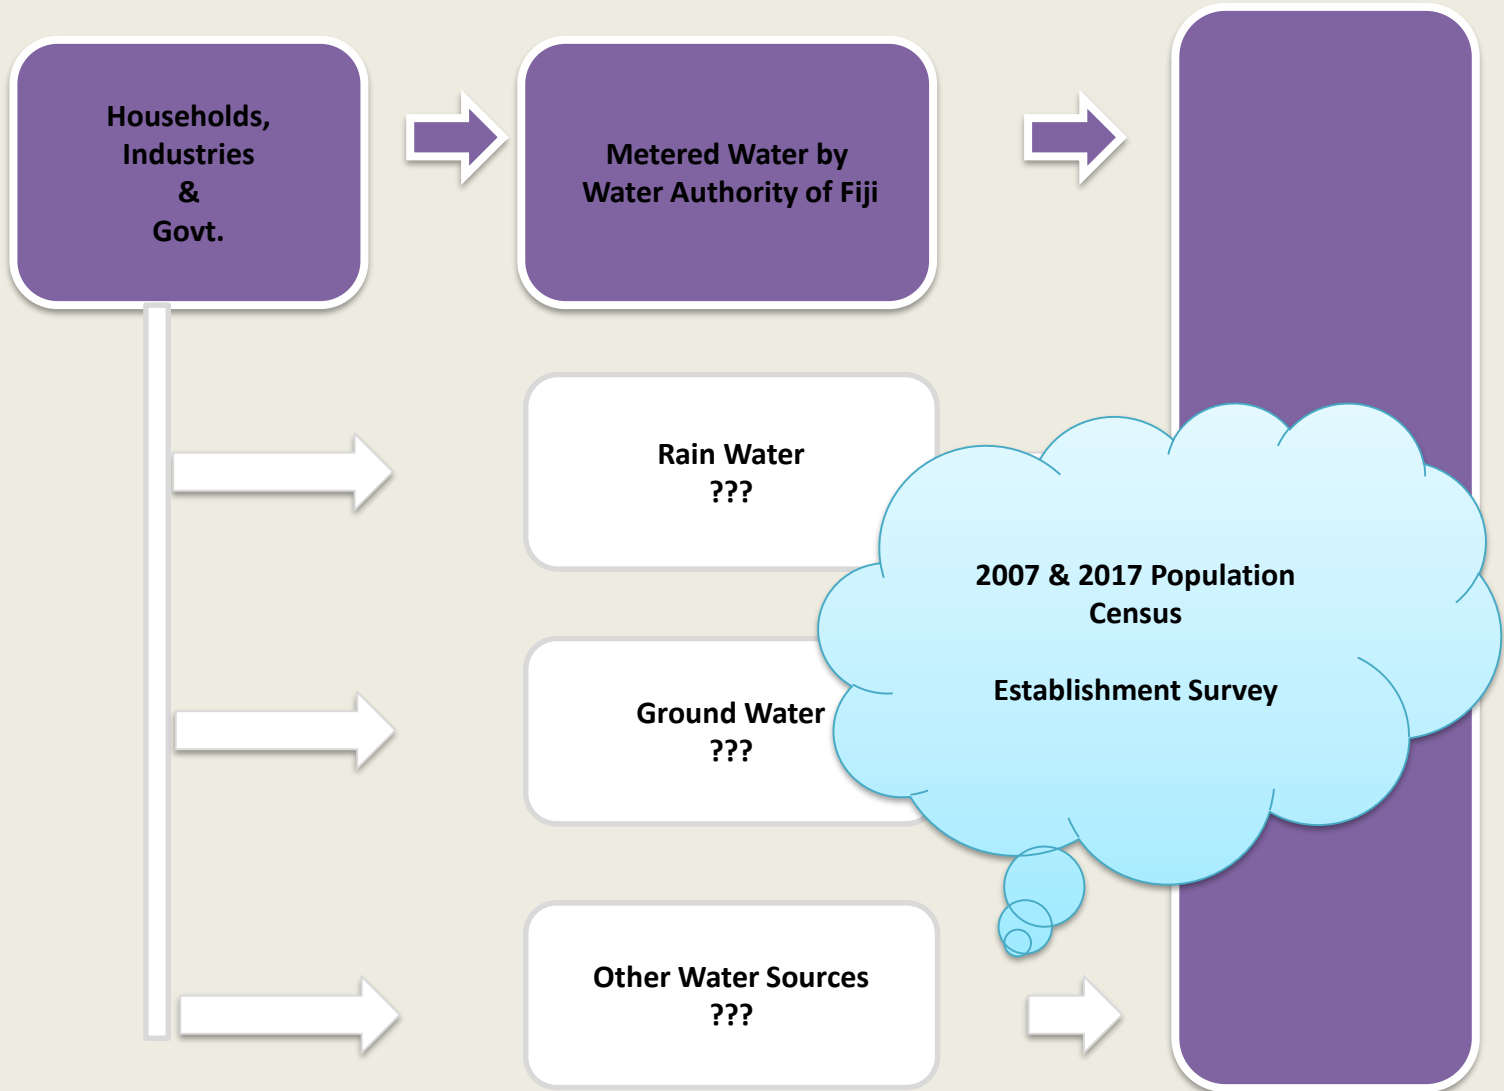 Households,
Industries
&
Govt.
Metered Water by
Water Authority of Fiji
Rain Water
???
2007 & 2017 Population
Census
Establishment Survey
Ground Water
???
Other Water Sources
???